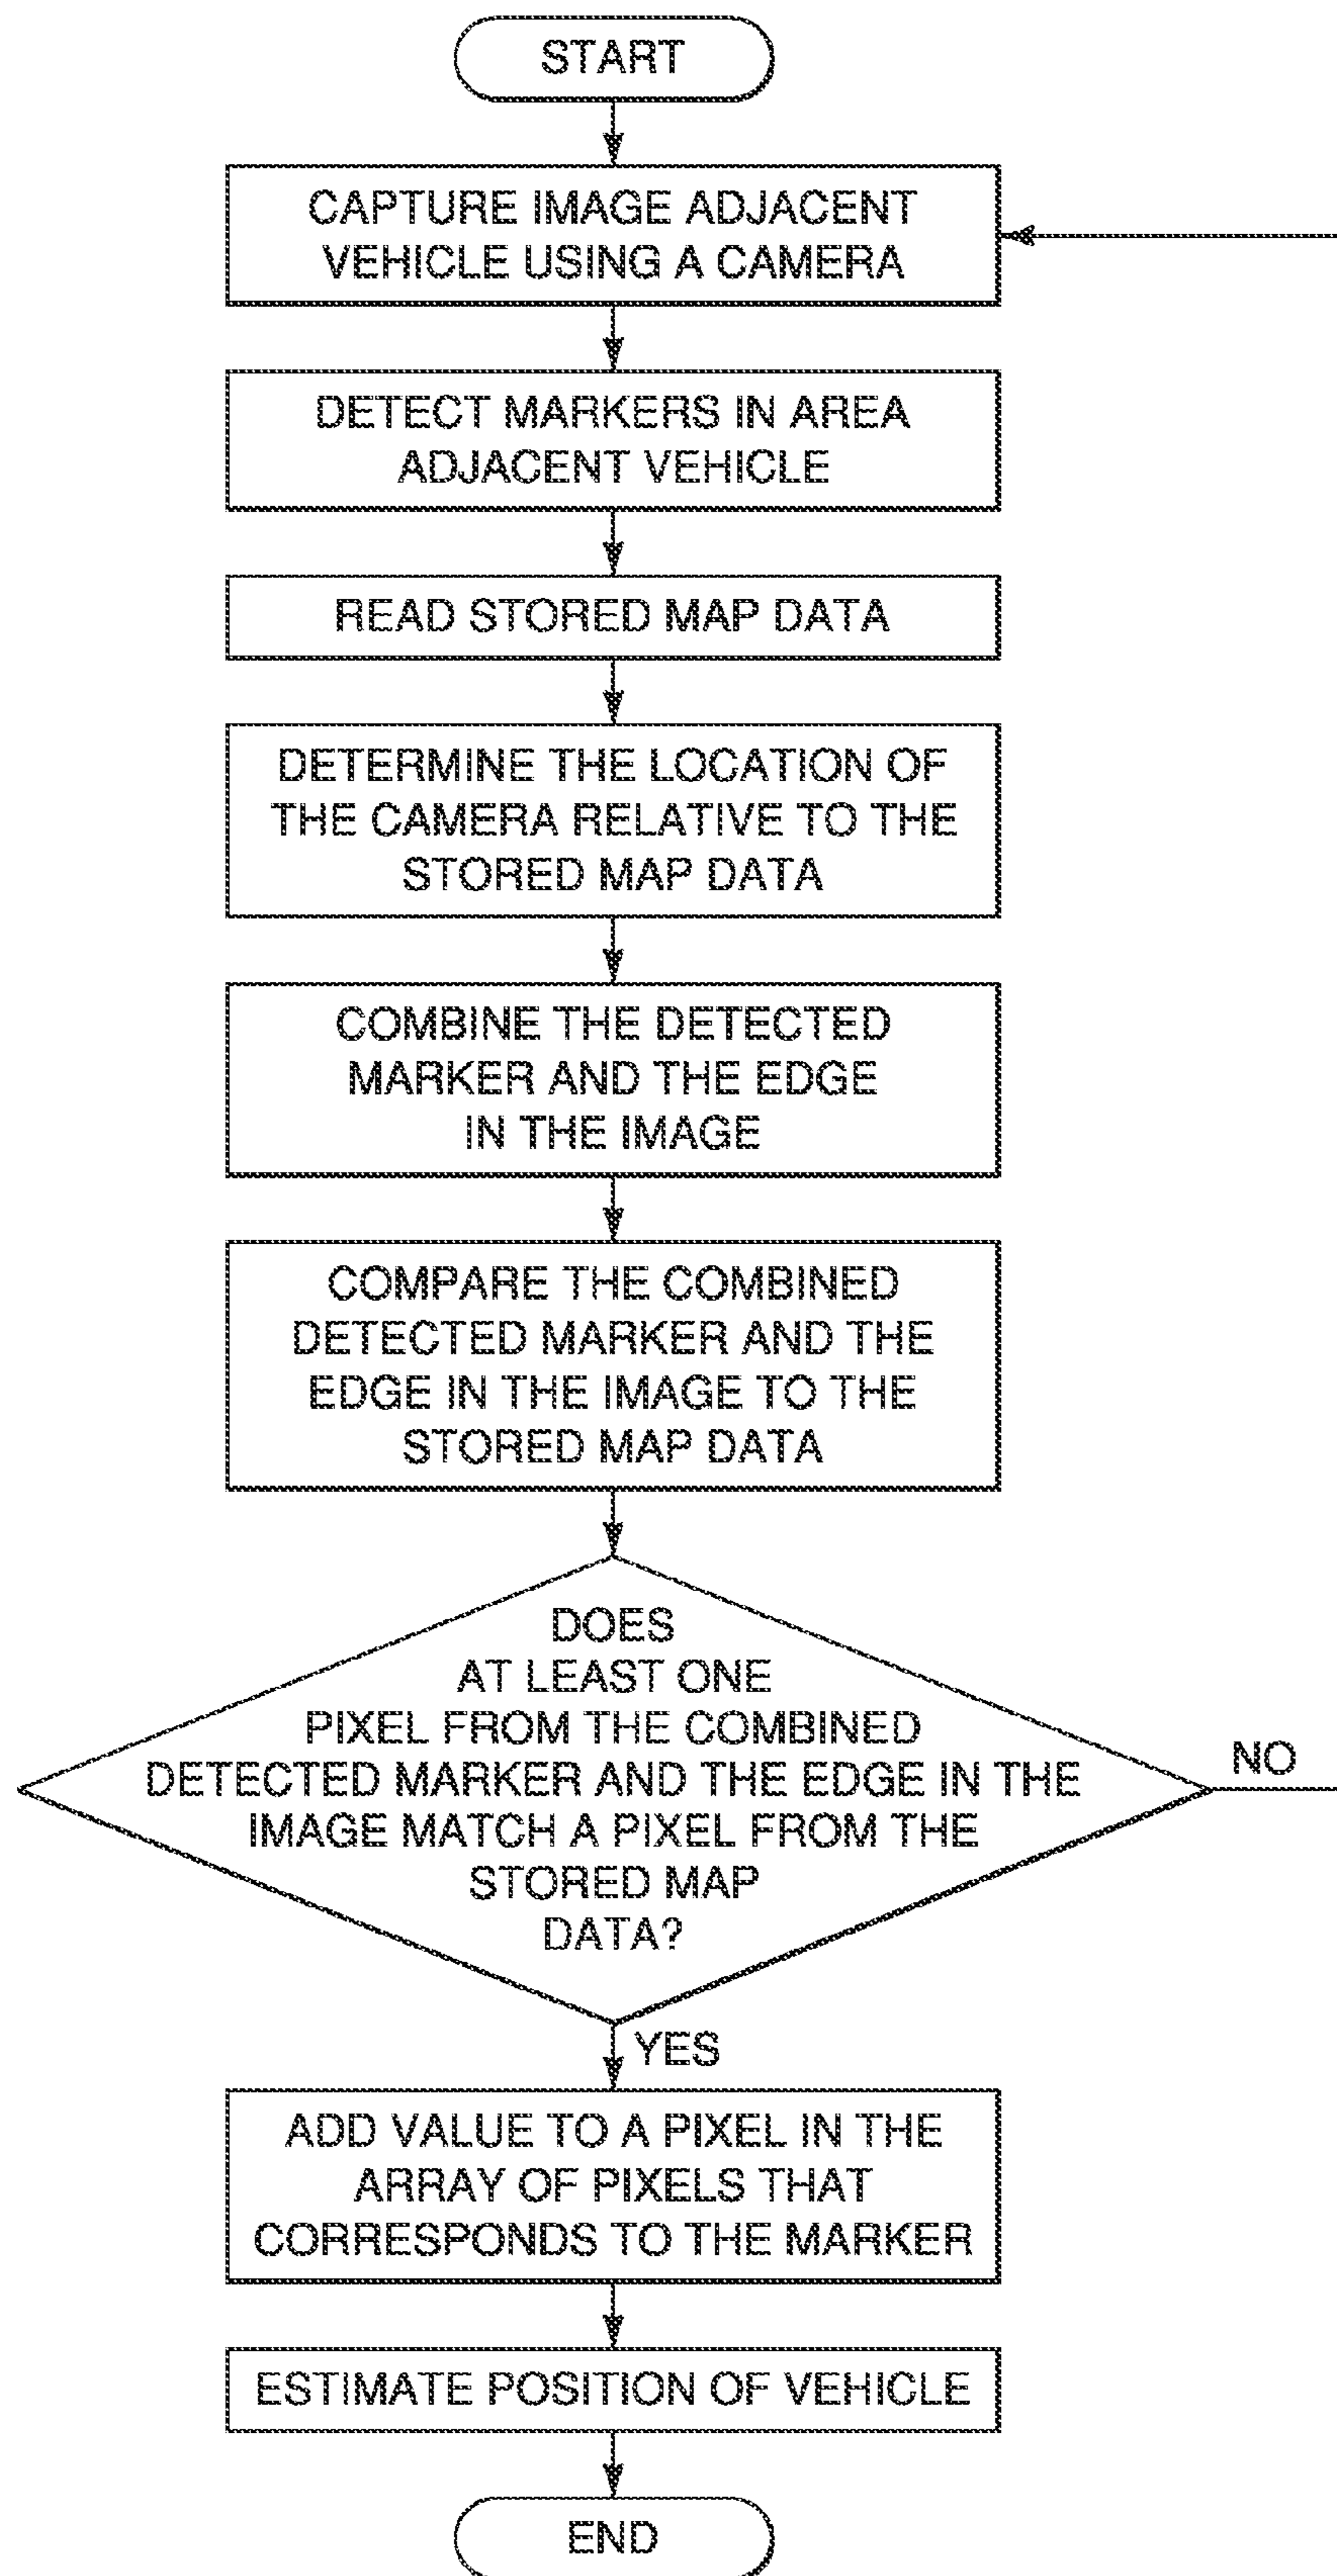 START
CAPTURE IMAGE ADJACENT
VEHICLE USING A CAMERA
DETECT MARKERS IN AREA
ADJACENT VEHICLE
READ STORED MAP DATA
DETERMINE THE LOCATION OF
THE CAMERA RELATIVE TO THE
STORED MAP DATA
COMBINE THE DETECTED
MARKER AND THE EDGE
IN THE IMAGE
COMPARE THE COMBINED
DETECTED MARKER AND THE
EDGE IN THE IMAGE TO THE
STORED MAP DATA
DOES
AT LEAST ONE
PIXEL FROM THE COMBINED
DETECTED MARKER AND THE EDGE IN THE
IMAGE MATCH A PIXEL FROM THE
STORED MAP
DATA?
NO
YES
ADD VALUE TO A PIXEL IN THE
ARRAY OF PIXELS THAT
CORRESPONDS TO THE MARKER
ESTIMATE POSITION OF VEHICLE
END